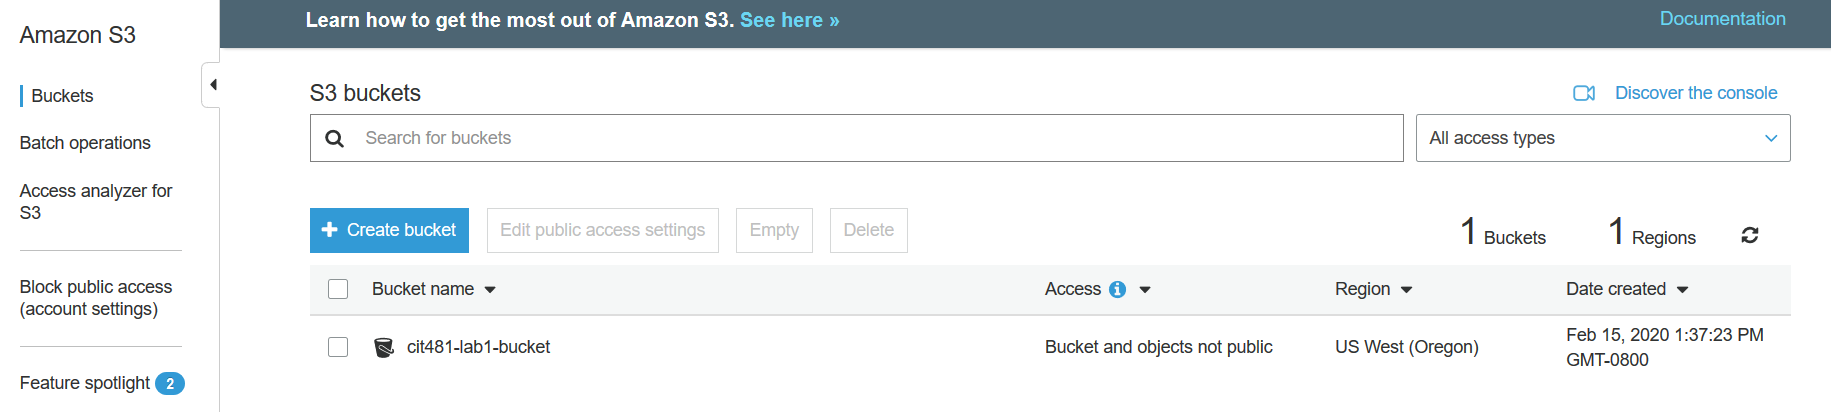 Amazon S3
Buckets
Batch operations
Access analyzer for
S3
Block public access
(account settings)
Feature spotlight 2
Learn how to get the most out of Amazon S3. See here »
Documentation
S3 buckets
Discover the console
Search for buckets
All access types
+ Create bucket
Edit public access settings
Empty
Delete
1 Buckets
1 Regions
Bucket name
Access
Region
Date created
cit481-lab1-bucket
Bucket and objects not public
US West (Oregon)
Feb 15, 2020 1:37:23 PM
GMT-0800